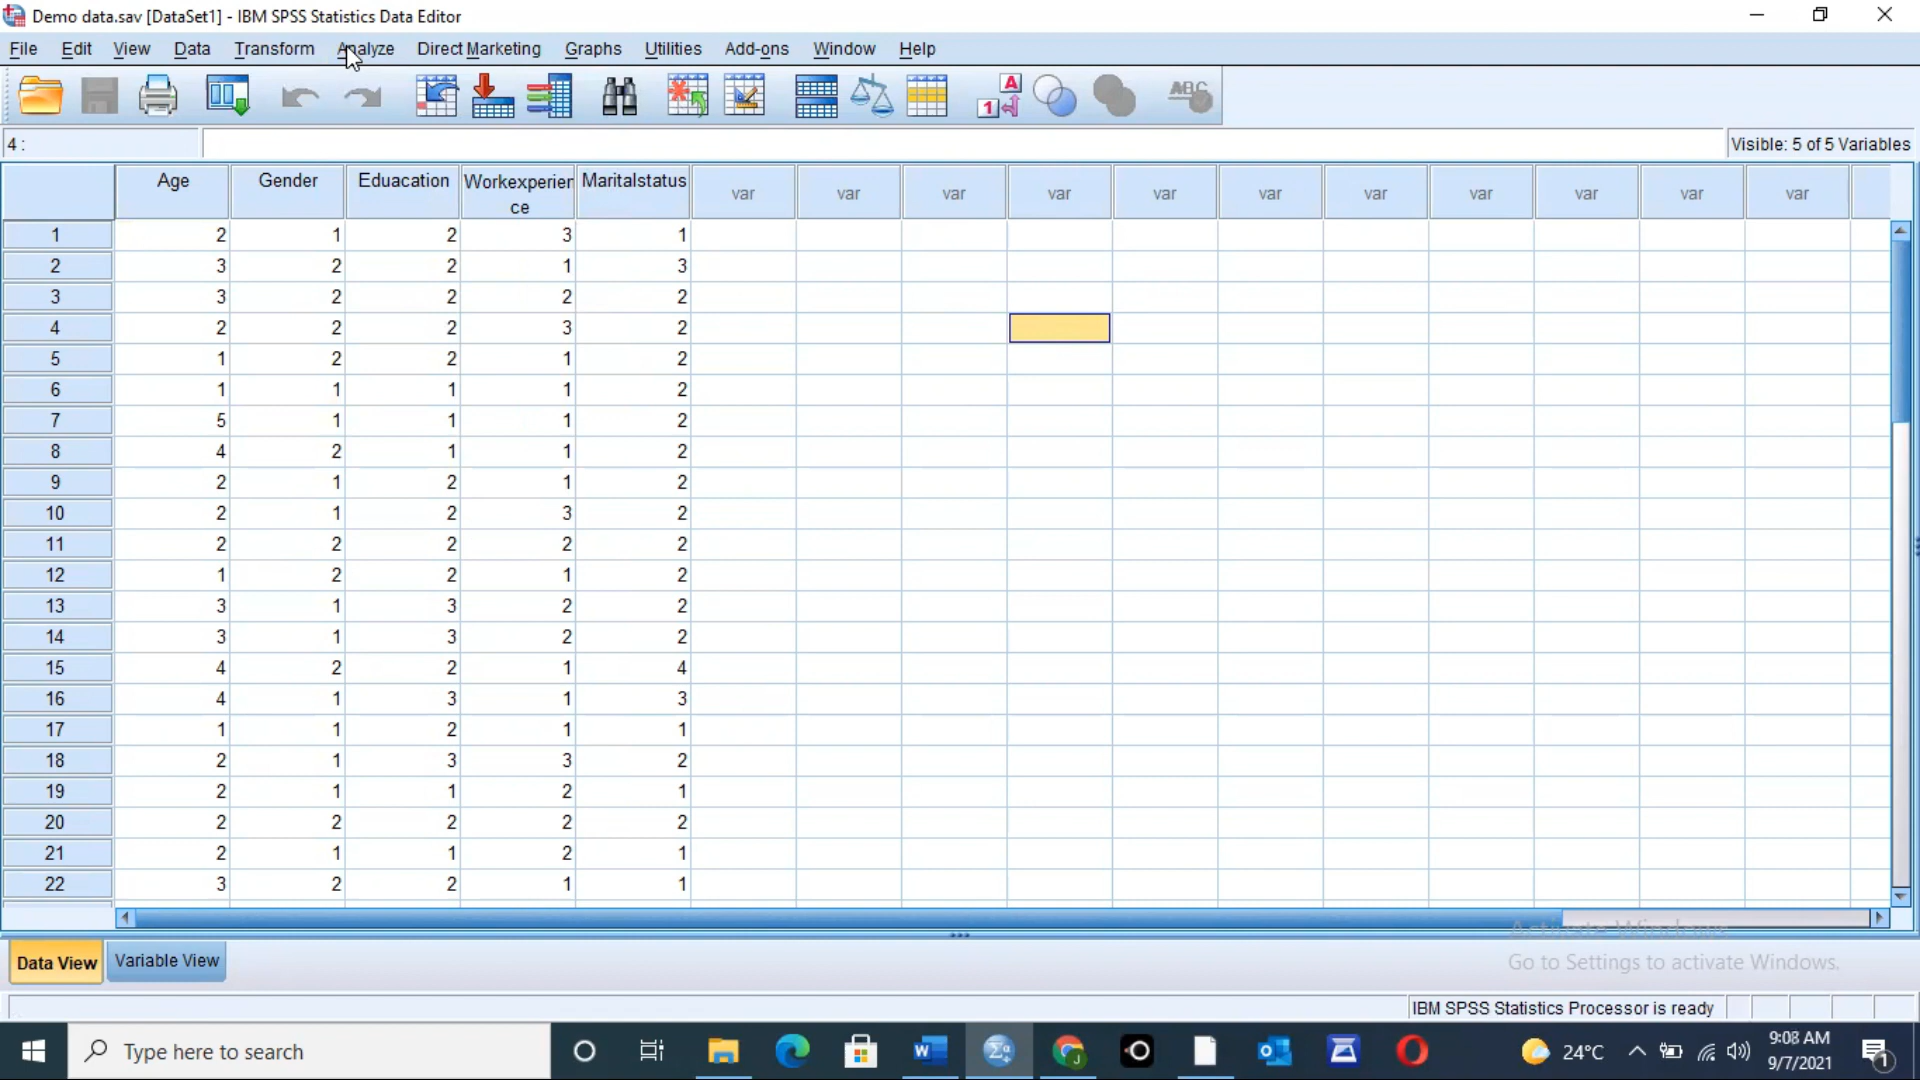 Demo data.sav [DataSet1] - IBM SPSS Statistics Data Editor
File Edit View Data Transform Analyze Direct Marketing Graphs Utilities Add-ons Window Help
A
1
ABC
4 :
Visible: 5 of 5 Variables
Age Gender Eduacation Workexperien Maritalstatus var var var var var var var var var var var
ce
1 2 1 2 3 1
2 3 2 2 1 3
3 3 2 2 2 2
4 2 2 2 3 2
5 1 2 2 1 2
6 1 1 1 1 2
7 5 1 1 1 2
8 4 2 1 1 2
9 2 1 2 1 2
10 2 1 2 3 2
11 2 2 2 2 2
12 1 2 2 1 2
13 3 1 3 2 2
14 3 1 3 2 2
15 4 2 2 1 4
16 4 1 3 1 3
17 1 1 2 1 1
18 2 1 3 3 2
19 2 1 1 2 1
20 2 2 2 2 2
21 2 1 1 2 1
22 3 2 2 1 1
Activate Windows
Data View Variable View
Go to Settings to activate Windows.
IBM SPSS Statistics Processor is ready
Type here to search
24°C
9:08 AM
9/7/2021
1